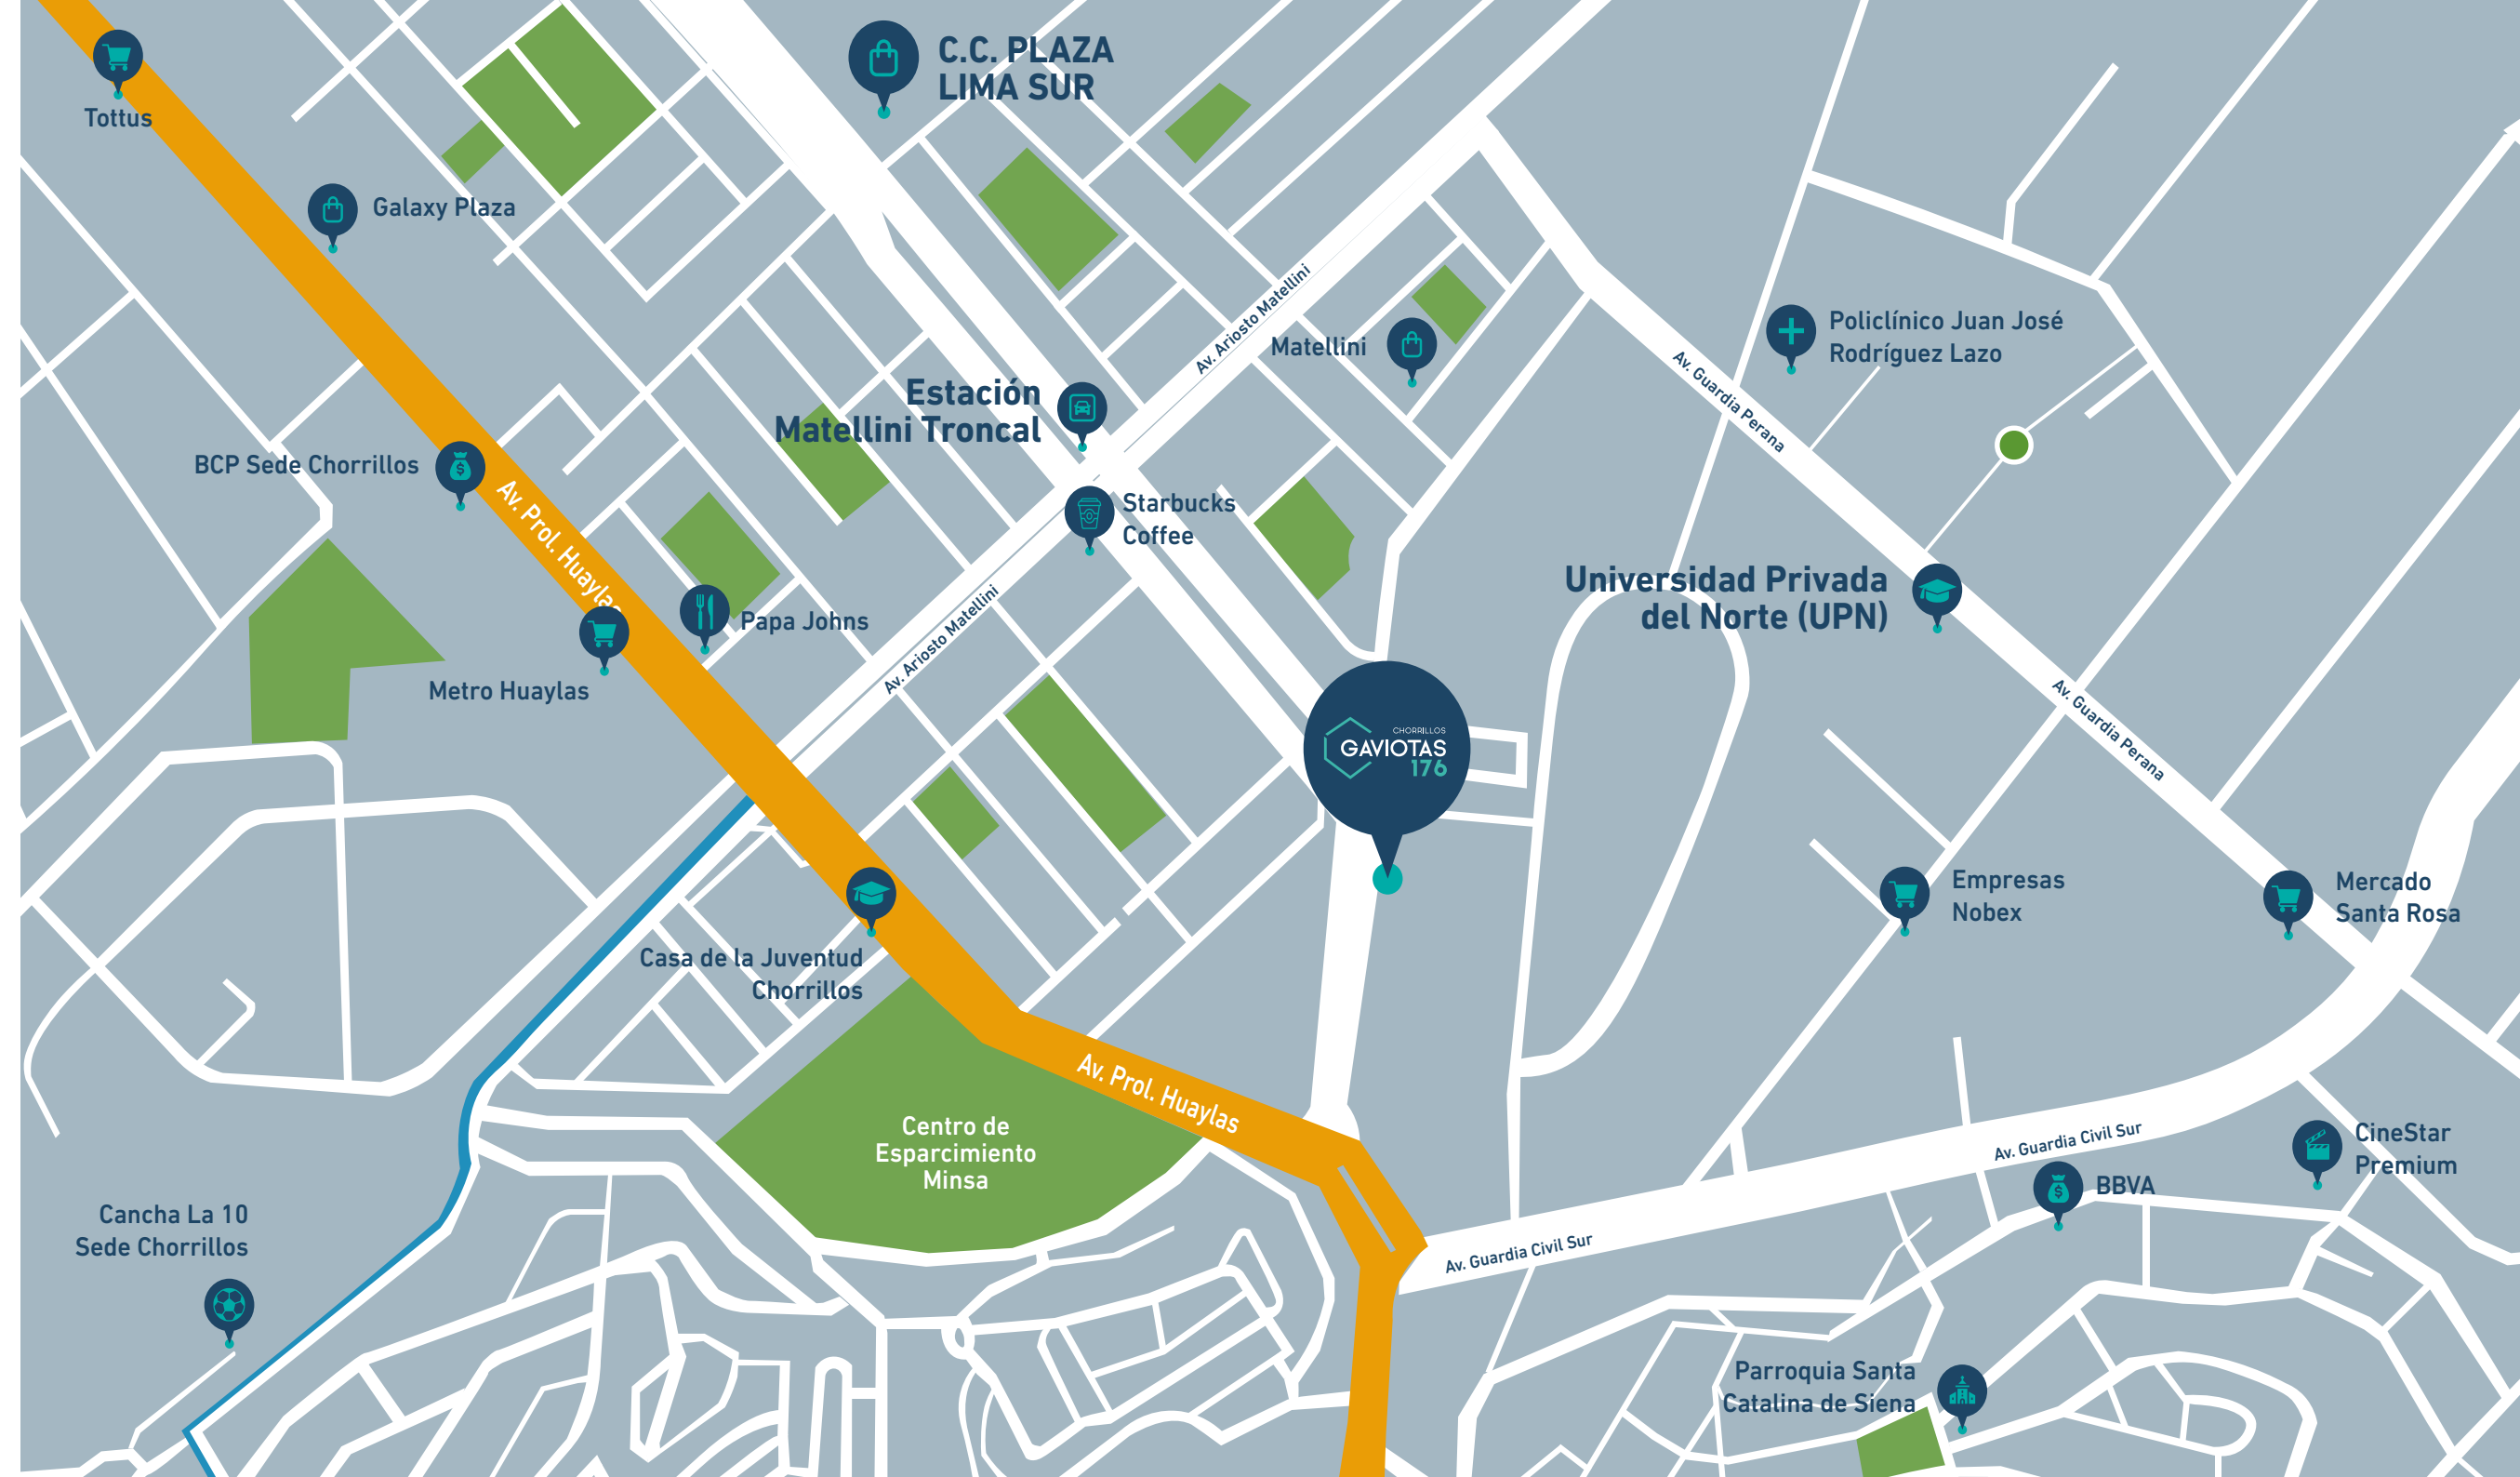 C.C. PLAZA
LIMA SUR
Tottus
Galaxy Plaza
Av. Ariosto Matellini
Matellini
Policlínico Juan José
Rodríguez Lazo
Av. Guardia Perana
Estación
Matellini Troncal
BCP Sede Chorrillos
Av. Prol. Huaylas
Starbucks
Coffee
Universidad Privada
del Norte (UPN)
Papa Johns
Av. Ariosto Matellini
Metro Huaylas
Av. Guardia Perana
CHORRILLOS
GAVIOTAS
176
Empresas
Nobex
Mercado
Santa Rosa
Casa de la Juventud
Chorrillos
Av. Prol. Huaylas
Centro de
Esparcimiento
Minsa
Av. Guardia Civil Sur
CineStar
Premium
BBVA
Cancha La 10
Sede Chorrillos
Av. Guardia Civil Sur
Parroquia Santa
Catalina de Siena